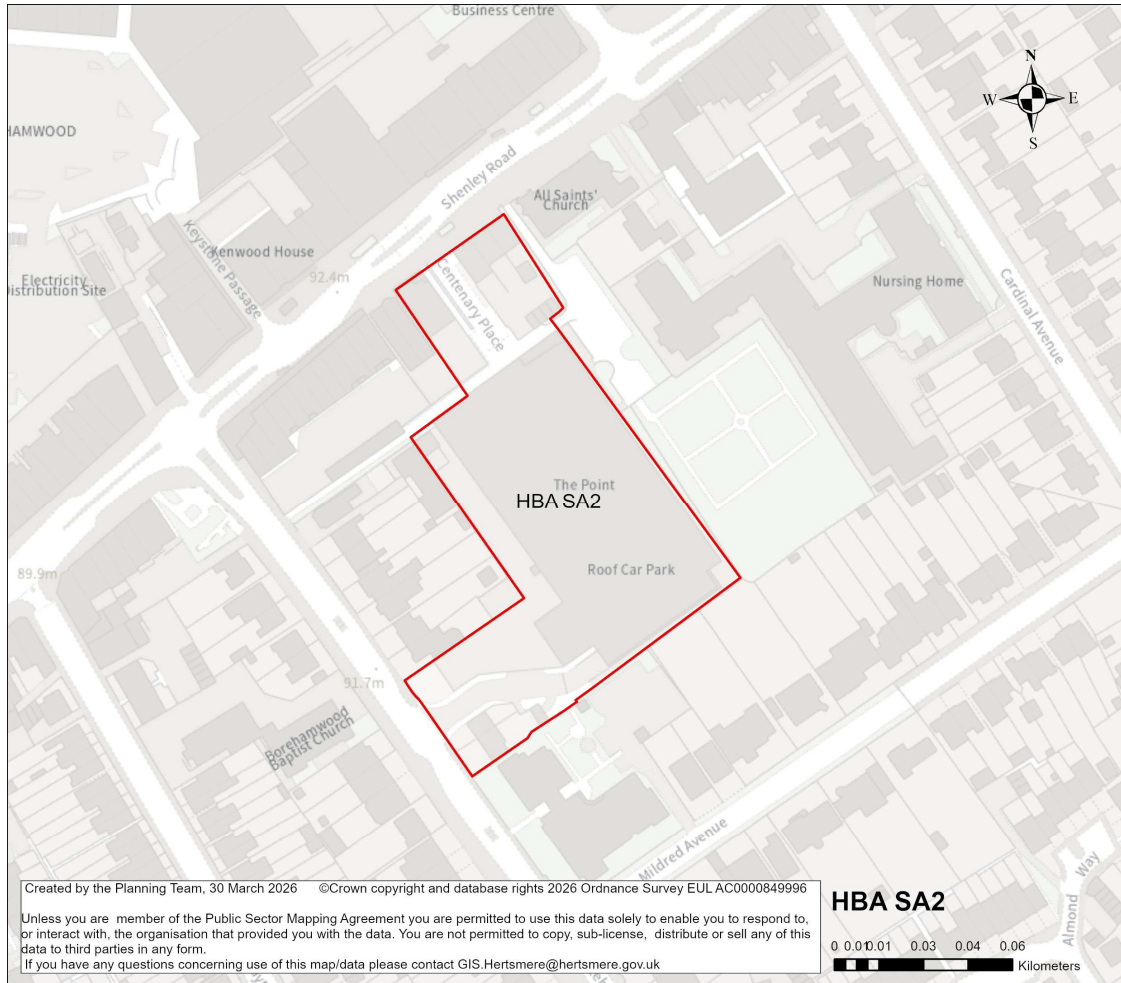 Business Centre
N
W
E
S
HAMWOOD
Shenley Road
All Saints'
Church
Keystone Passage
Kenwood House
Electricity
Distribution Site
92.4m
Centenary Place
Nursing Home
Cardinal Avenue
The Point
HBA SA2
Roof Car Park
89.9m
91.7m
Borehamwood
Baptist Church
Mildred Avenue
Almond Way
Created by the Planning Team, 30 March 2026 ©Crown copyright and database rights 2026 Ordnance Survey EUL AC0000849996
Unless you are member of the Public Sector Mapping Agreement you are permitted to use this data solely to enable you to respond to,
or interact with, the organisation that provided you with the data. You are not permitted to copy, sub-license, distribute or sell any of this
data to third parties in any form.
If you have any questions concerning use of this map/data please contact GIS.Hertsmere@hertsmere.gov.uk
HBA SA2
0 0.01 0.01 0.03 0.04 0.06
Kilometers